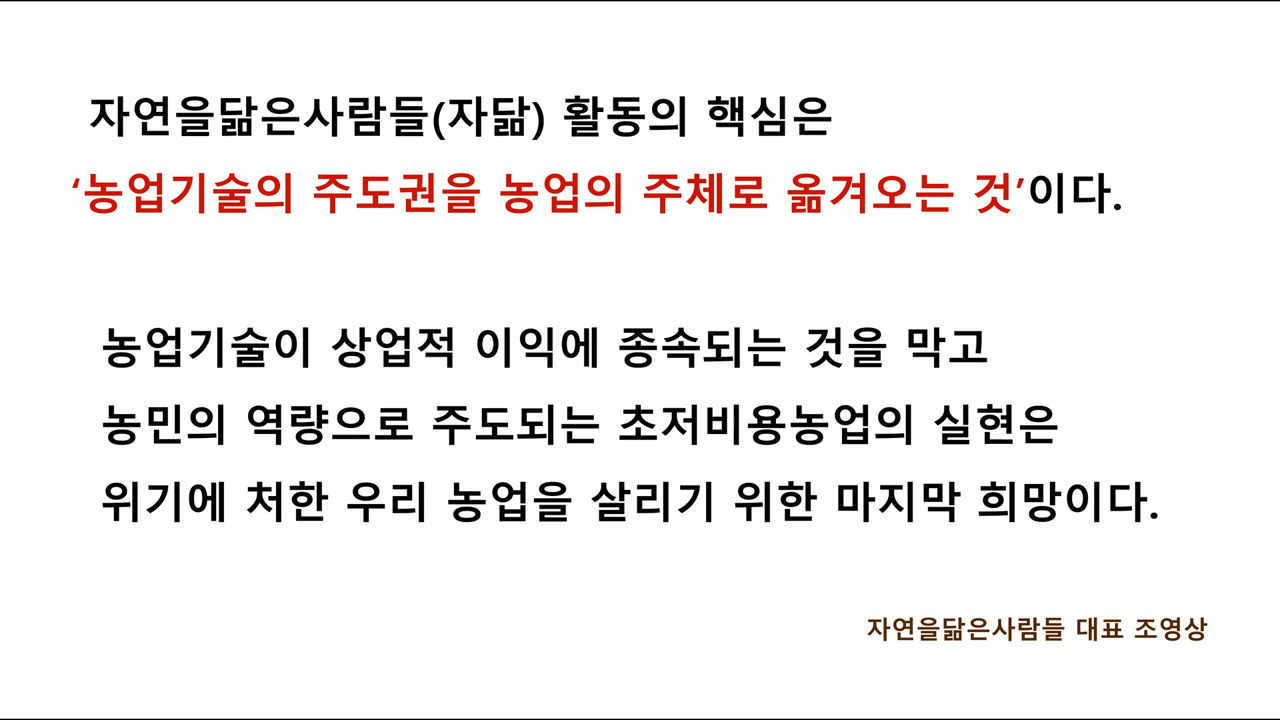 자연을닮은사람들(자닮) 활동의 핵심은
‘농업기술의 주도권을 농업의 주체로 옮겨오는 것’이다.
농업기술이 상업적 이익에 종속되는 것을 막고
농민의 역량으로 주도되는 초저비용농업의 실현은
위기에 처한 우리 농업을 살리기 위한 마지막 희망이다.
자연을닮은사람들 대표 조영상